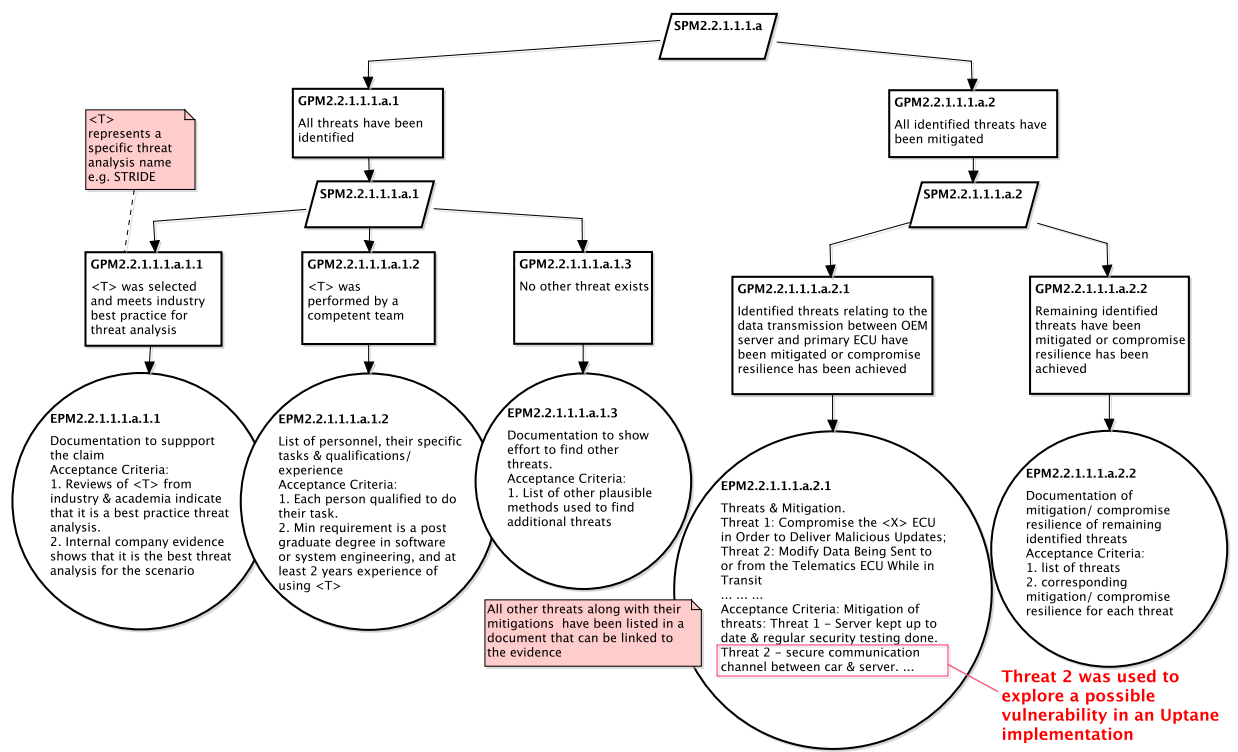 SPM2.2.1.1.1.a
GPM2.2.1.1.1.a.1
All threats have been
identified
GPM2.2.1.1.1.a.2
All identified threats have
been mitigated
<T>
represents a
specific threat
analysis name
e.g. STRIDE
SPM2.2.1.1.1.a.1
SPM2.2.1.1.1.a.2
GPM2.2.1.1.1.a.1.1
<T> was selected
and meets industry
best practice for
threat analysis
GPM2.2.1.1.1.a.1.2
<T> was
performed by a
competent team
GPM2.2.1.1.1.a.1.3
No other threat exists
GPM2.2.1.1.1.a.2.1
Identified threats relating to the
data transmission between OEM
server and primary ECU have
been mitigated or compromise
resilience has been achieved
GPM2.2.1.1.1.a.2.2
Remaining identified
threats have been
mitigated or compromise
resilience has been
achieved
EPM2.2.1.1.1.a.1.1
Documentation to suppport
the claim
Acceptance Criteria:
1. Reviews of <T> from
industry & academia indicate
that it is a best practice threat
analysis.
2. Internal company evidence
shows that it is the best threat
analysis for the scenario
EPM2.2.1.1.1.a.1.2
List of personnel, their specific
tasks & qualifications/
experience
Acceptance Criteria:
1. Each person qualified to do
their task.
2. Min requirement is a post
graduate degree in software
or system engineering, and at
least 2 years experience of
using <T>
EPM2.2.1.1.1.a.1.3
Documentation to show
effort to find other
threats.
Acceptance Criteria:
1. List of other plausible
methods used to find
additional threats
EPM2.2.1.1.1.a.2.1
Threats & Mitigation.
Threat 1: Compromise the <X> ECU
in Order to Deliver Malicious Updates;
Threat 2: Modify Data Being Sent to
or from the Telematics ECU While in
Transit
... ... ...
Acceptance Criteria: Mitigation of
threats: Threat 1 – Server kept up to
date & regular security testing done.
Threat 2 – secure communication
channel between car & server. ...
EPM2.2.1.1.1.a.2.2
Documentation of
mitigation/ compromise
resilience of remaining
identified threats
Acceptance Criteria:
1. list of threats
2. corresponding
mitigation/ compromise
resilience for each threat
All other threats along with their
mitigations have been listed in a
document that can be linked to
the evidence
Threat 2 was used to
explore a possible
vulnerability in an Uptane
implementation